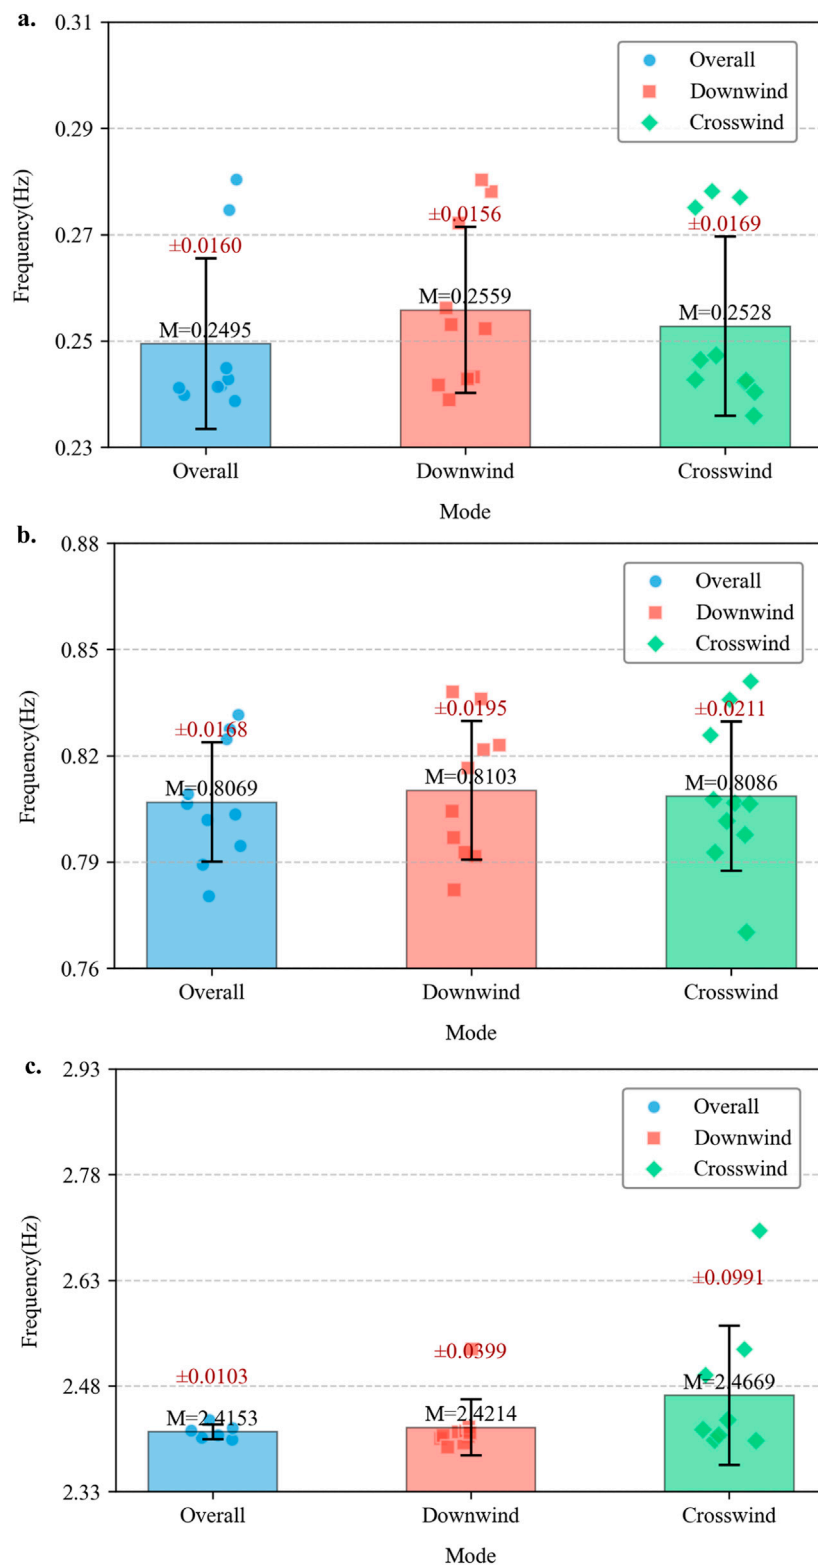 a.
0.31
Overall
Downwind
Crosswind
0.29
Frequency(Hz)
±0.0160
±0.0156
±0.0169
0.27
M=0.2495
M=0.2559
M=0.2528
0.25
0.23
Overall
Downwind
Crosswind
Mode
b.
0.88
Overall
Downwind
Crosswind
0.85
Frequency(Hz)
±0.0168
±0.0195
±0.0211
0.82
M=0.8069
M=0.8103
M=0.8086
0.79
0.76
Overall
Downwind
Crosswind
Mode
c.
2.93
Overall
Downwind
Crosswind
2.78
Frequency(Hz)
2.63
±0.0103
±0.0399
±0.0991
2.48
M=2.4153
M=2.4214
M=2.4669
2.33
Overall
Downwind
Crosswind
Mode